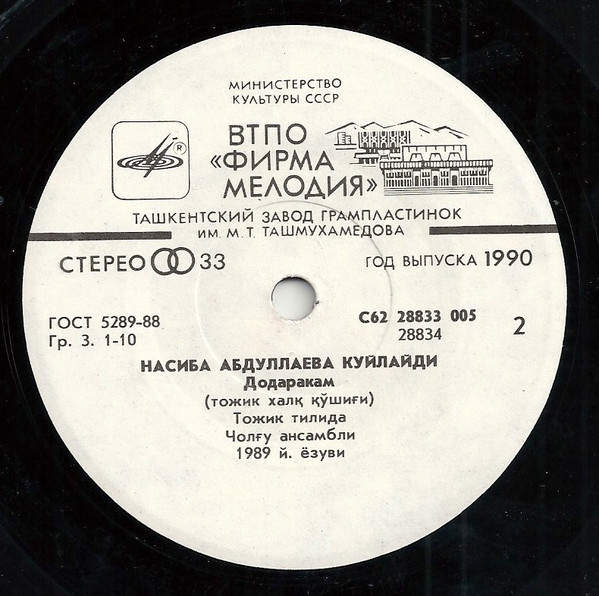 МИНИСТЕРСТВО
КУЛЬТУРЫ СССР
ВТПО
«ФИРМА
МЕЛОДИЯ»
®
ТАШКЕНТСКИЙ ЗАВОД ГРАМПЛАСТИНОК
ИМ. М. Т. ТАШМУХАМЕДОВА
СТЕРЕО 33
ГОД ВЫПУСКА 1990
ГОСТ 5289-88
Гр. 3. 1-10
С62 28833 005
28834
2
НАСИБА АБДУЛЛАЕВА КУЙЛАЙДИ
Додаракам
(тожик халқ қўшиғи)
Тожик тилида
Чолғу ансамбли
1989 й. ёзуви